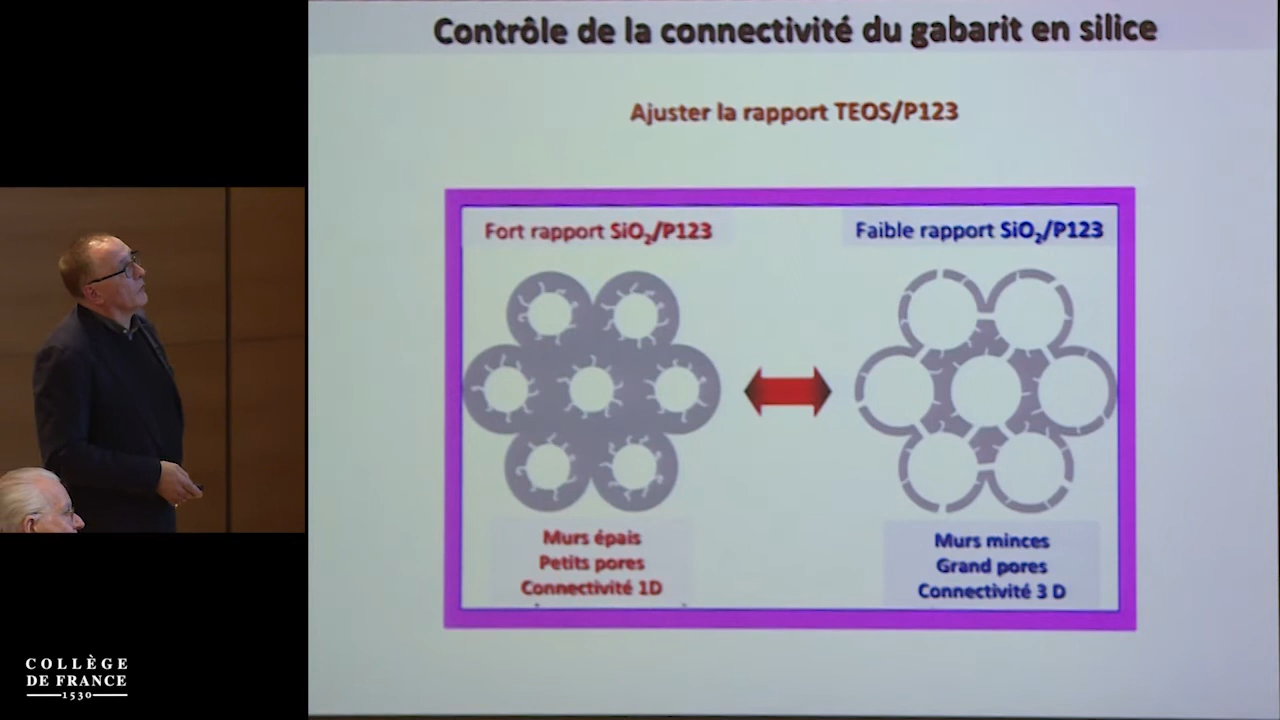 Contrôle de la connectivité du gabarit en silice
Ajuster la rapport TEOS/P123
Fort rapport SiO₂/P123
Faible rapport SiO₂/P123
Murs épais
Petits pores
Connectivité 1D
Murs minces
Grand pores
Connectivité 3 D
COLLÈGE
DE FRANCE
1530